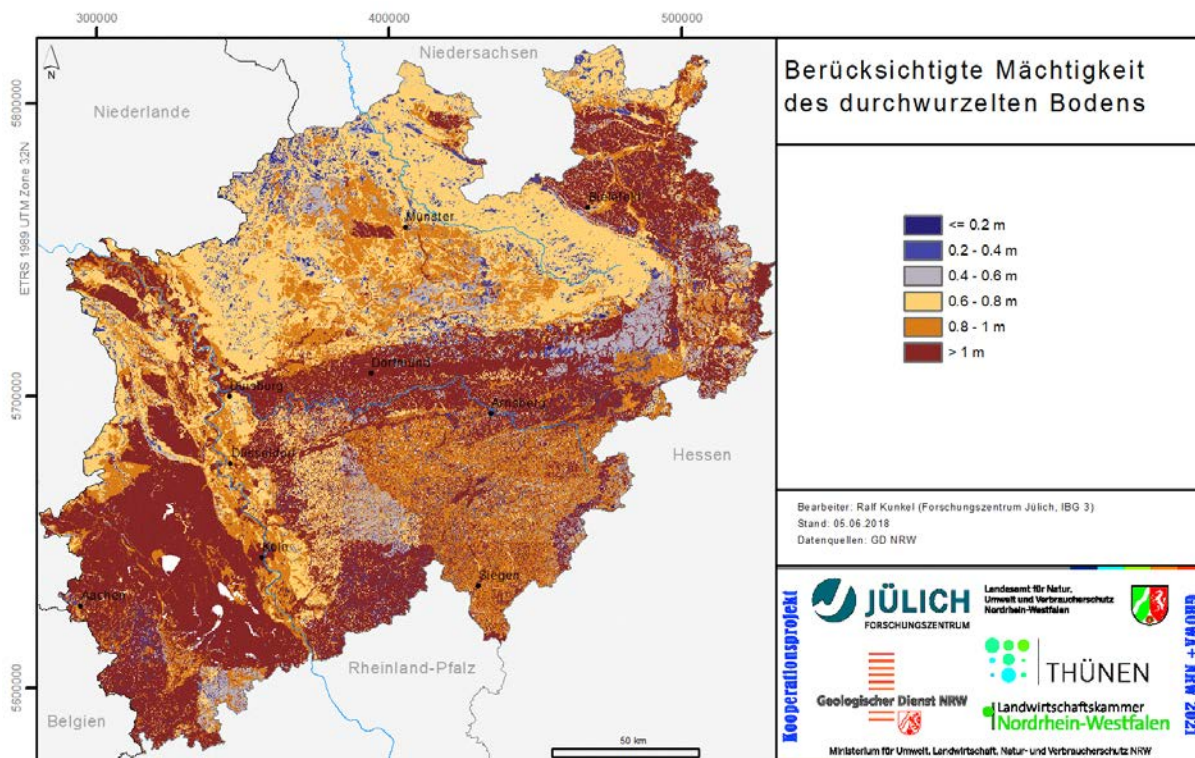 300000
400000
500000
5800000
5700000
5600000
ETRS 1989 UTM Zone 32N
N
Niedersachsen
Niederlande
Bielefeld
Münster
Dortmund
Duisburg
Arnsberg
Düsseldorf
Hessen
Köln
Siegen
Aachen
Rheinland-Pfalz
Belgien
50 km
Berücksichtigte Mächtigkeit
des durchwurzelten Bodens
<= 0.2 m
0.2 - 0.4 m
0.4 - 0.6 m
0.6 - 0.8 m
0.8 - 1 m
> 1 m
Bearbeiter: Ralf Kunkel (Forschungszentrum Jülich, IBG 3)
Stand: 05.06.2018
Datenquellen: GD NRW
Kooperationsprojekt
GROWA+ NRW 2021
JÜLICH
FORSCHUNGSZENTRUM
Landesamt für Natur,
Umwelt und Verbraucherschutz
Nordrhein-Westfalen
Geologischer Dienst NRW
THÜNEN
Landwirtschaftskammer
Nordrhein-Westfalen
Ministerium für Umwelt, Landwirtschaft, Natur- und Verbraucherschutz NRW